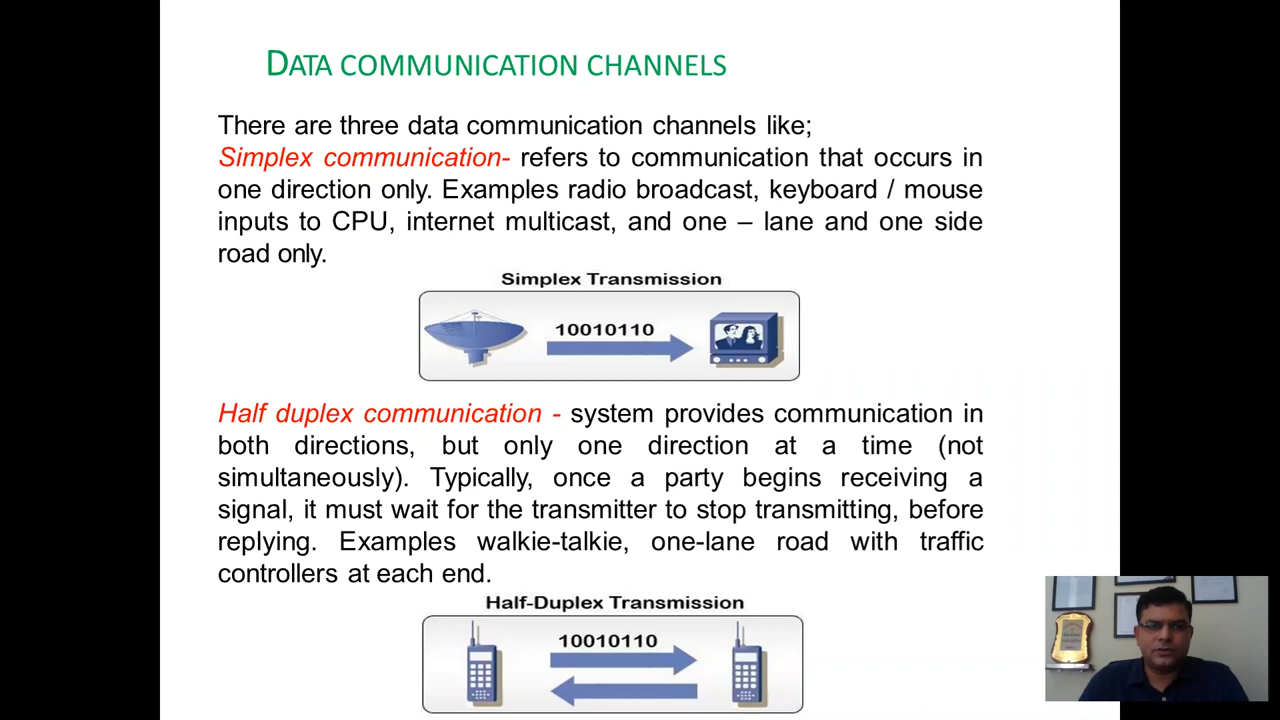 DATA COMMUNICATION CHANNELS
There are three data communication channels like;
Simplex communication- refers to communication that occurs in
one direction only. Examples radio broadcast, keyboard / mouse
inputs to CPU, internet multicast, and one – lane and one side
road only.
Simplex Transmission
10010110
Half duplex communication - system provides communication in
both directions, but only one direction at a time (not
simultaneously). Typically, once a party begins receiving a
signal, it must wait for the transmitter to stop transmitting, before
replying. Examples walkie-talkie, one-lane road with traffic
controllers at each end.
Half-Duplex Transmission
10010110